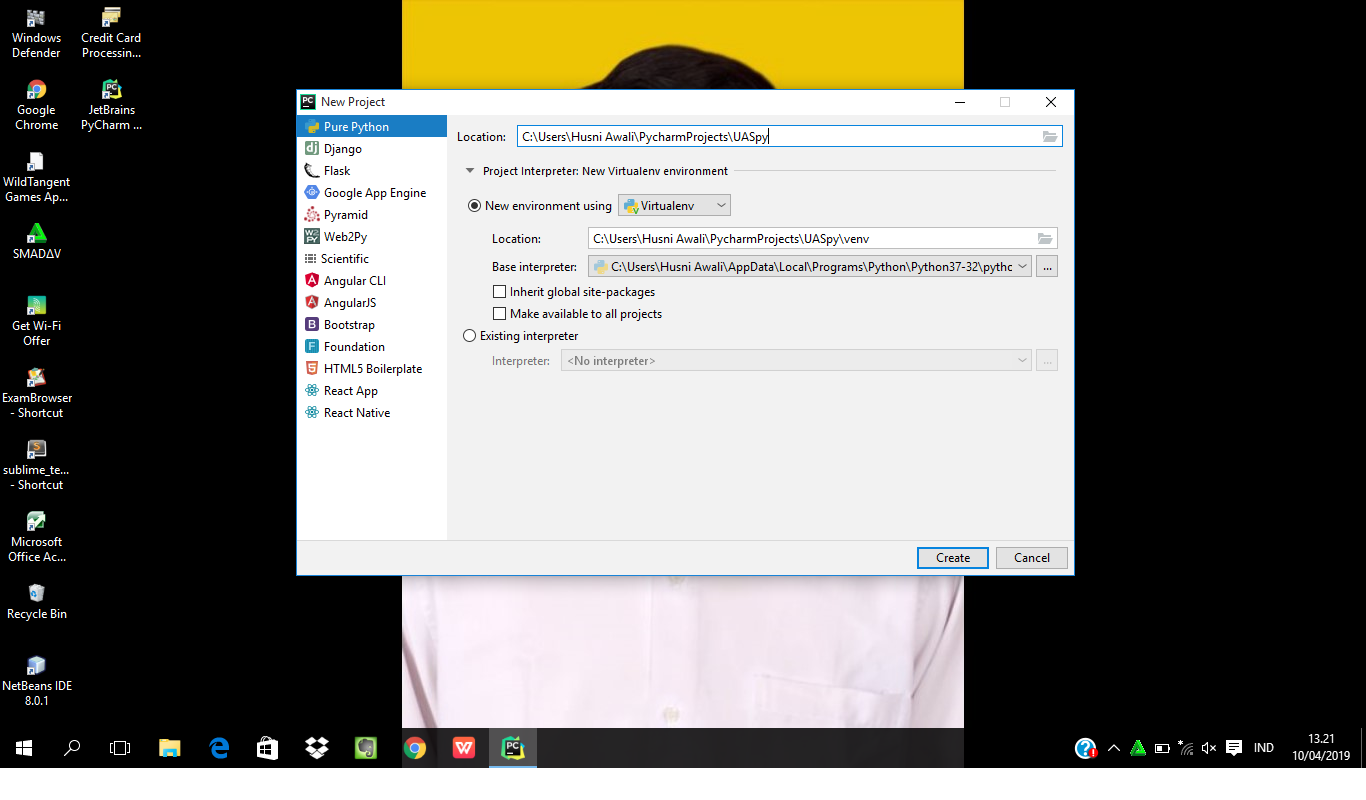 Windows
Defender
Credit Card
Processin...
Google
Chrome
JetBrains
PyCharm ...
WildTangent
Games Ap...
SMADΔV
Get Wi-Fi
Offer
ExamBrowser
- Shortcut
sublime_te...
- Shortcut
Microsoft
Office Ac...
Recycle Bin
NetBeans IDE
8.0.1
PC New Project
Pure Python
dj Django
Flask
Google App Engine
Pyramid
WEB2PY Web2Py
Scientific
Angular CLI
AngularJS
B Bootstrap
F Foundation
5 HTML5 Boilerplate
React App
React Native
Location: C:\Users\Husni Awali\PycharmProjects\UASpy
Project Interpreter: New Virtualenv environment
New environment using Virtualenv
Location: C:\Users\Husni Awali\PycharmProjects\UASpy\venv
Base interpreter: C:\Users\Husni Awali\AppData\Local\Programs\Python\Python37-32\pythc ...
Inherit global site-packages
Make available to all projects
Existing interpreter
Interpreter: <No interpreter> ...
Create Cancel
W PC IND 13.21
10/04/2019